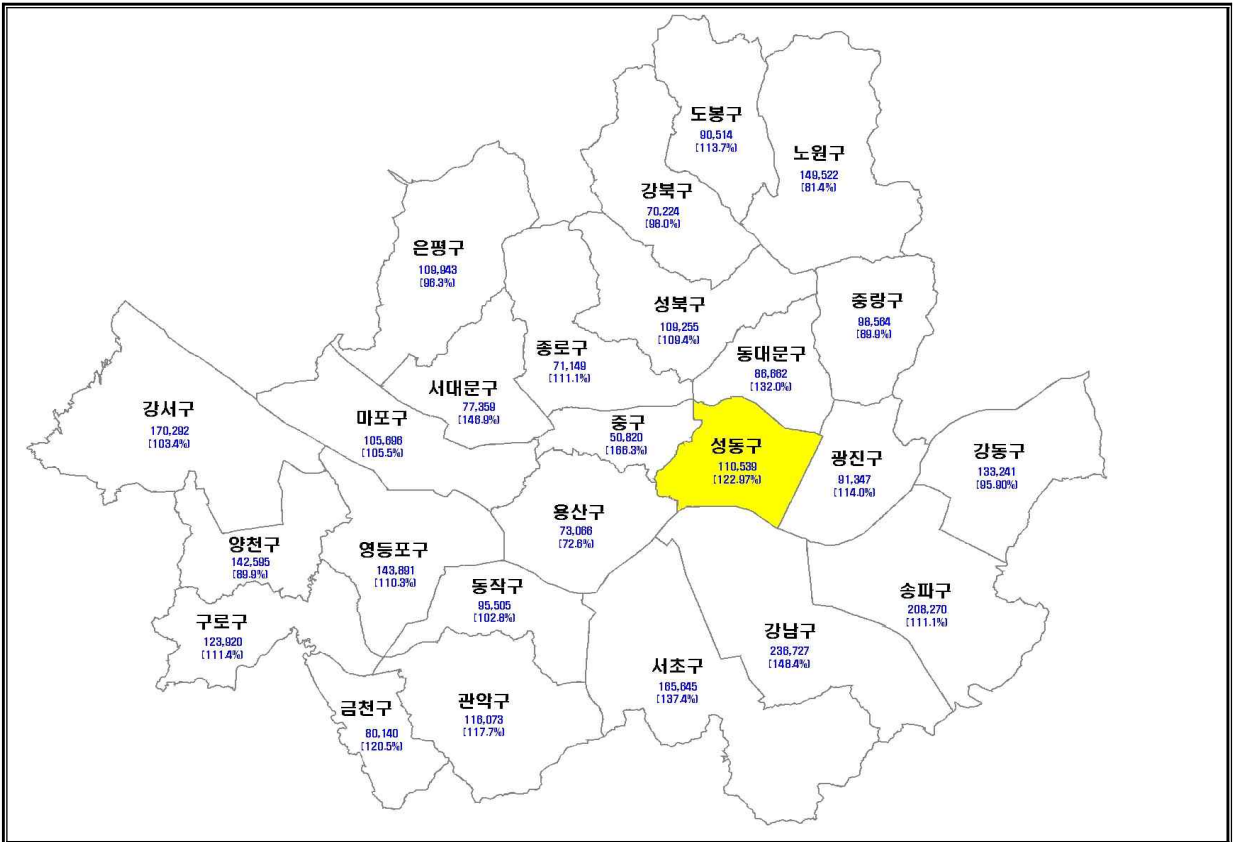 도봉구
90,514
(113.7%)
노원구
149,522
(81.4%)
강북구
70,224
(98.0%)
은평구
109,943
(96.3%)
성북구
109,255
(109.4%)
중랑구
98,564
(89.9%)
종로구
71,149
(111.1%)
동대문구
86,662
(132.0%)
서대문구
77,359
(146.9%)
강서구
170,292
(103.4%)
마포구
105,696
(105.5%)
중구
50,820
(166.3%)
성동구
110,539
(122.97%)
광진구
91,347
(114.0%)
강동구
133,241
(95.90%)
용산구
73,066
(72.6%)
양천구
142,595
(89.9%)
영등포구
143,891
(110.3%)
동작구
95,505
(102.8%)
송파구
208,270
(111.1%)
구로구
123,920
(111.4%)
강남구
236,727
(148.4%)
서초구
165,645
(137.4%)
금천구
80,140
(120.5%)
관악구
116,073
(117.7%)